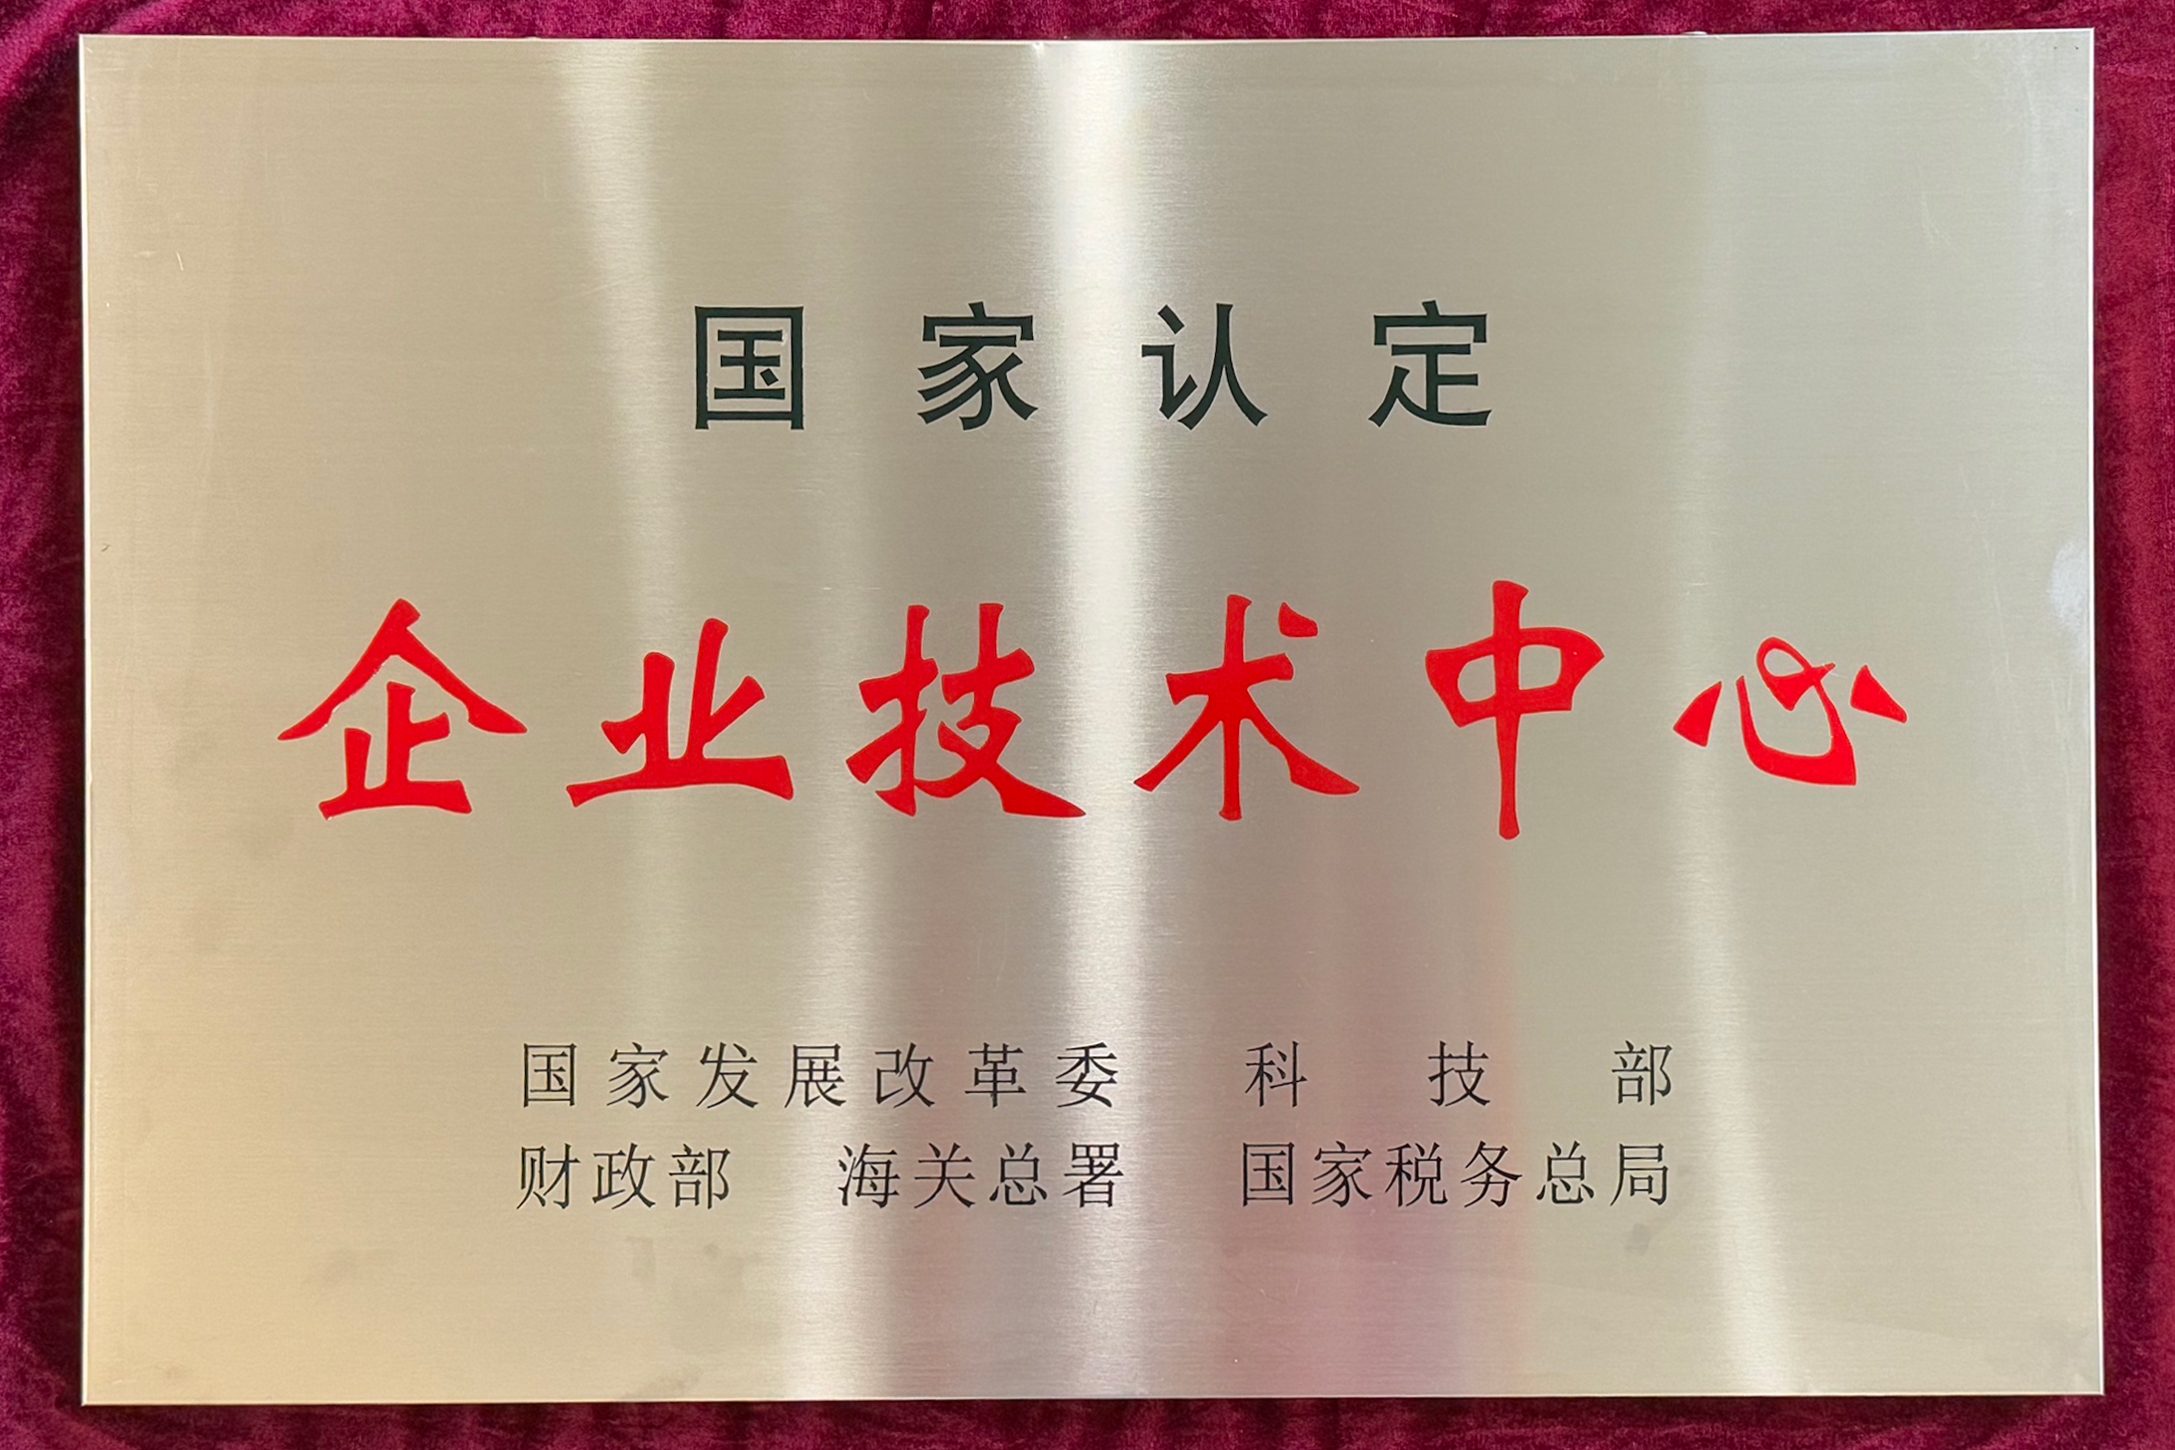 国家认定
企业技术中心
国家发展改革委 科技部
财政部 海关总署 国家税务总局